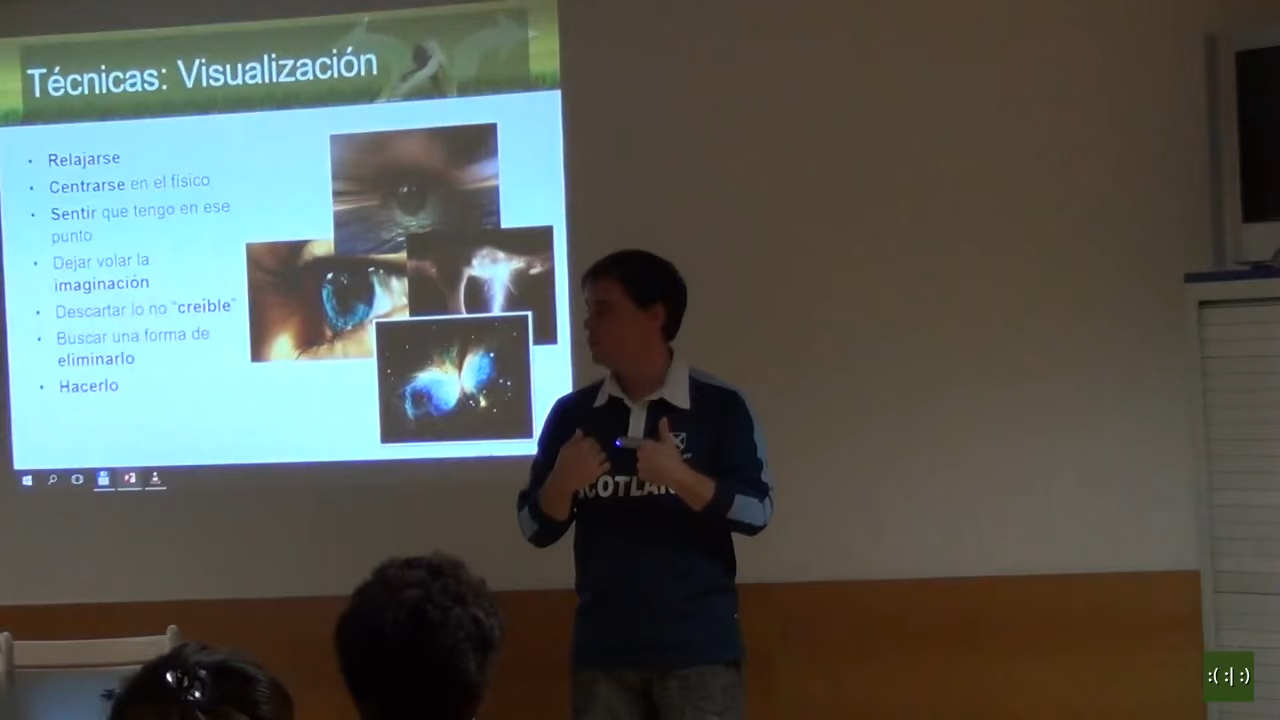 Técnicas: Visualización
• Relajarse
• Centrarse en el físico
• Sentir que tengo en ese
punto
• Dejar volar la
imaginación
• Descartar lo no “creíble”
• Buscar una forma de
eliminarlo
• Hacerlo
SCOTLAN
:( :| :)